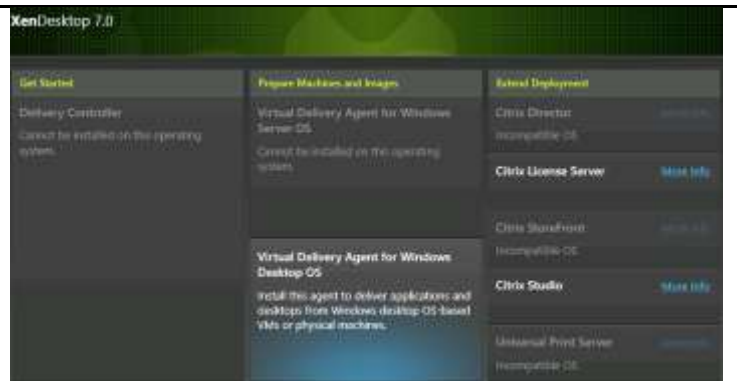 XenDesktop 7.0
Get Started
Delivery Controller
Cannot be installed on this operating
system.
Prepare Machines and Images
Virtual Delivery Agent for Windows
Server OS
Cannot be installed on this operating
system.
Virtual Delivery Agent for Windows
Desktop OS
Install this agent to deliver applications and
desktops from Windows desktop OS-based
VMs or physical machines.
Extend Deployment
Citrix Director
Incompatible OS
Citrix License Server More Info
Citrix StoreFront
Incompatible OS
Citrix Studio More Info
Universal Print Server
Incompatible OS